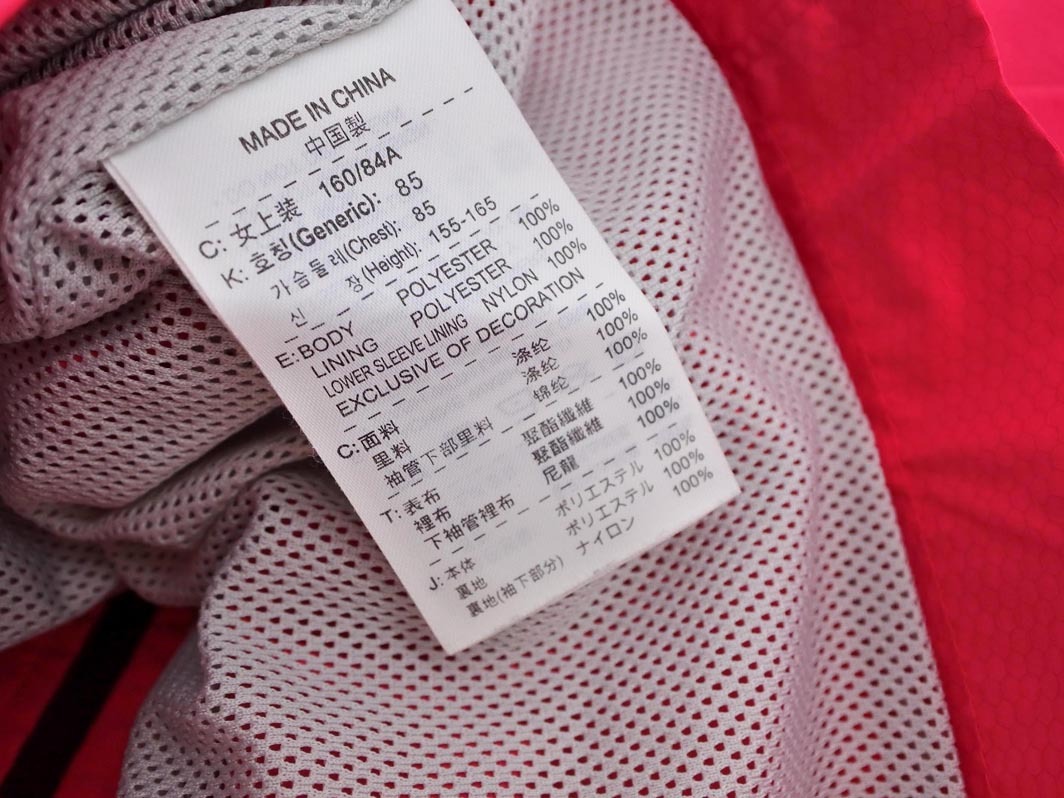 MADE IN CHINA
中国製
C: 女上装 160/84A
K: 호칭(Generic): 85
가슴둘레(Chest): 85
신 장(Height): 155-165
E: BODY POLYESTER 100%
LINING POLYESTER 100%
LOWER SLEEVE LINING NYLON 100%
EXCLUSIVE OF DECORATION
C: 面料 涤纶 100%
里料 涤纶 100%
袖管下部里料 锦纶 100%
T: 表布 聚酯纖維 100%
裡布 聚酯纖維 100%
下袖管裡布 尼龍 100%
J: 本体 ポリエステル 100%
裏地 ポリエステル 100%
裏地(袖下部分) ナイロン 100%